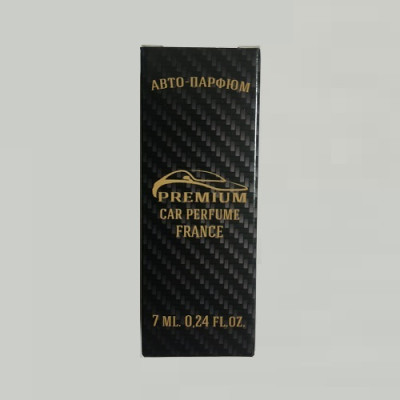 АВТО-ПАРФЮМ
PREMIUM
CAR PERFUME
FRANCE
7 ML. 0,24 FL.OZ.